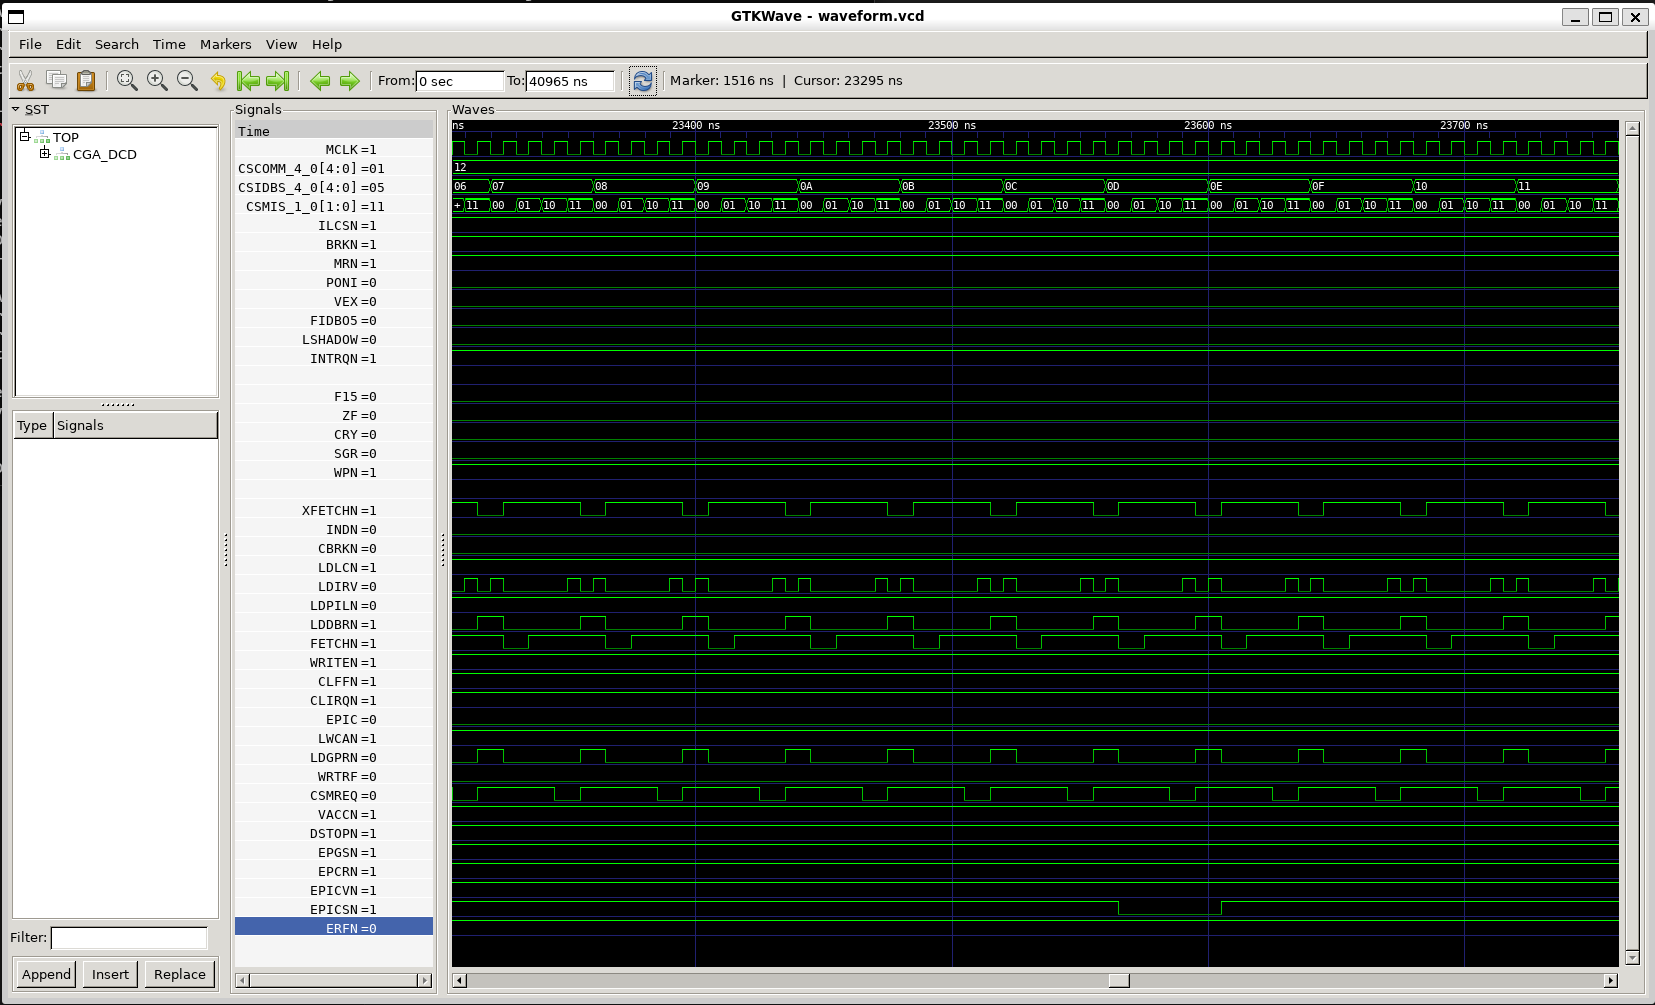 GTKWave - waveform.vcd
File Edit Search Time Markers View Help
From: 0 sec To: 40965 ns Marker: 1516 ns | Cursor: 23295 ns
SST
TOP
CGA_DCD
Type Signals
Filter:
Append Insert Replace
Signals
Time
MCLK=1
CSCOMM_4_0[4:0]=01
CSIDBS_4_0[4:0]=05
CSMIS_1_0[1:0]=11
ILCSN=1
BRKN=1
MRN=1
PONI=0
VEX=0
FIDBO5=0
LSHADOW=0
INTRQN=1
F15=0
ZF=0
CRY=0
SGR=0
WPN=1
XFETCHN=1
INDN=0
CBRKN=0
LDLCN=1
LDIRV=0
LDPILN=0
LDDBRN=1
FETCHN=1
WRITEN=1
CLFFN=1
CLIRQN=1
EPIC=0
LWCAN=1
LDGPRN=0
WRTRF=0
CSMREQ=0
VACCN=1
DSTOPN=1
EPGSN=1
EPCRN=1
EPICVN=1
EPICSN=1
ERFN=0
Waves
ns 23400 ns 23500 ns 23600 ns 23700 ns
12
06 07 08 09 0A 0B 0C 0D 0E 0F 10 11
+ 11 00 01 10 11 00 01 10 11 00 01 10 11 00 01 10 11 00 01 10 11 00 01 10 11 00 01 10 11 00 01 10 11 00 01 10 11 00 01 10 11 00 01 10 11